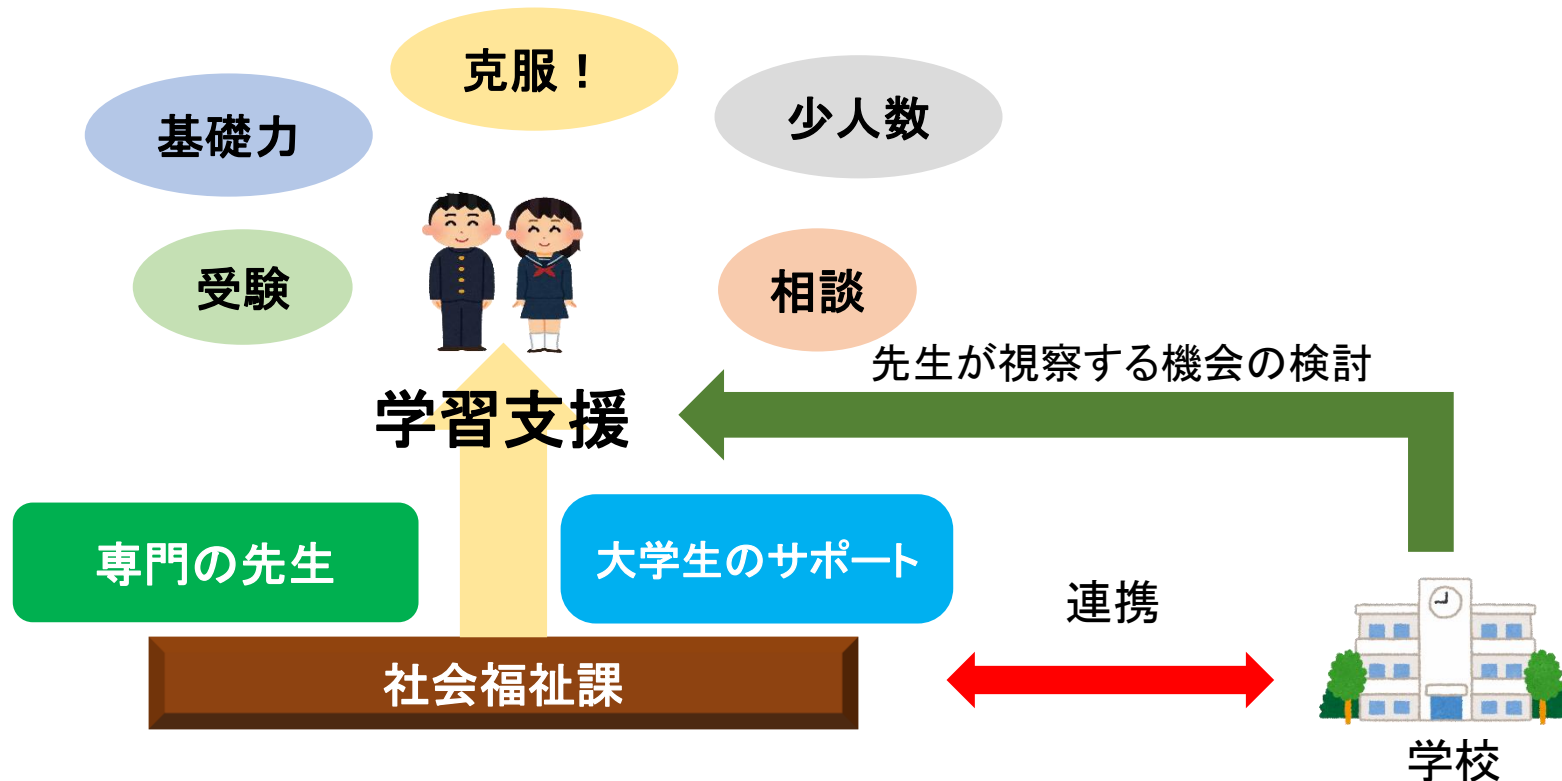 克服！
基礎力
少人数
受験
相談
先生が視察する機会の検討
学習支援
専門の先生
大学生のサポート
連携
社会福祉課
学校